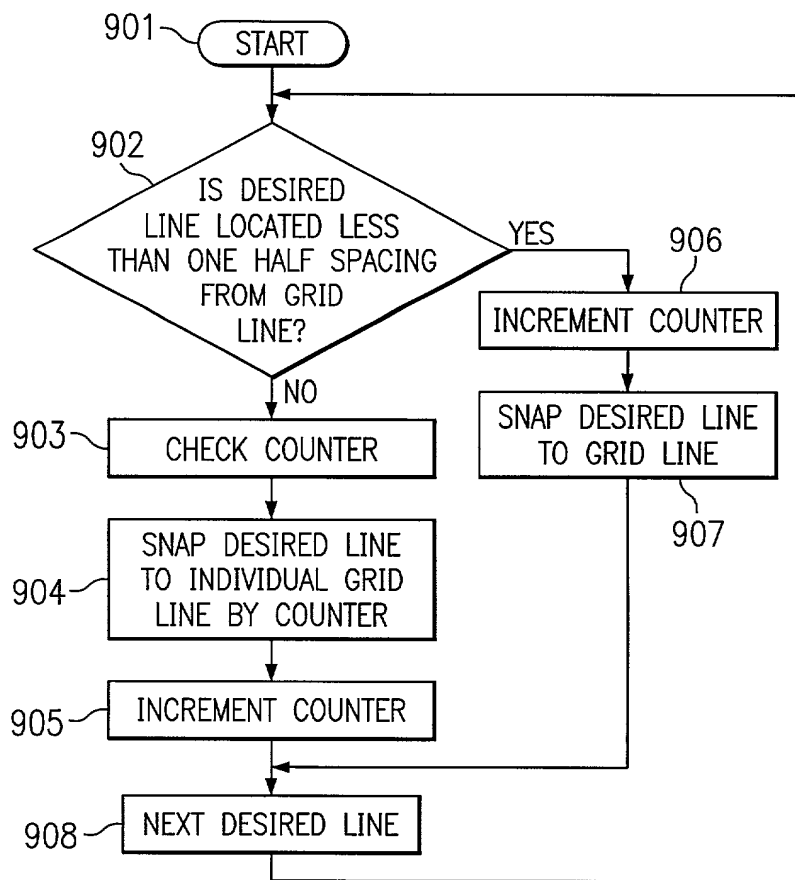 901
START
902
IS DESIRED
LINE LOCATED LESS
THAN ONE HALF SPACING
FROM GRID
LINE?
YES
906
INCREMENT COUNTER
NO
903
CHECK COUNTER
SNAP DESIRED LINE
TO GRID LINE
907
904
SNAP DESIRED LINE
TO INDIVIDUAL GRID
LINE BY COUNTER
905
INCREMENT COUNTER
908
NEXT DESIRED LINE